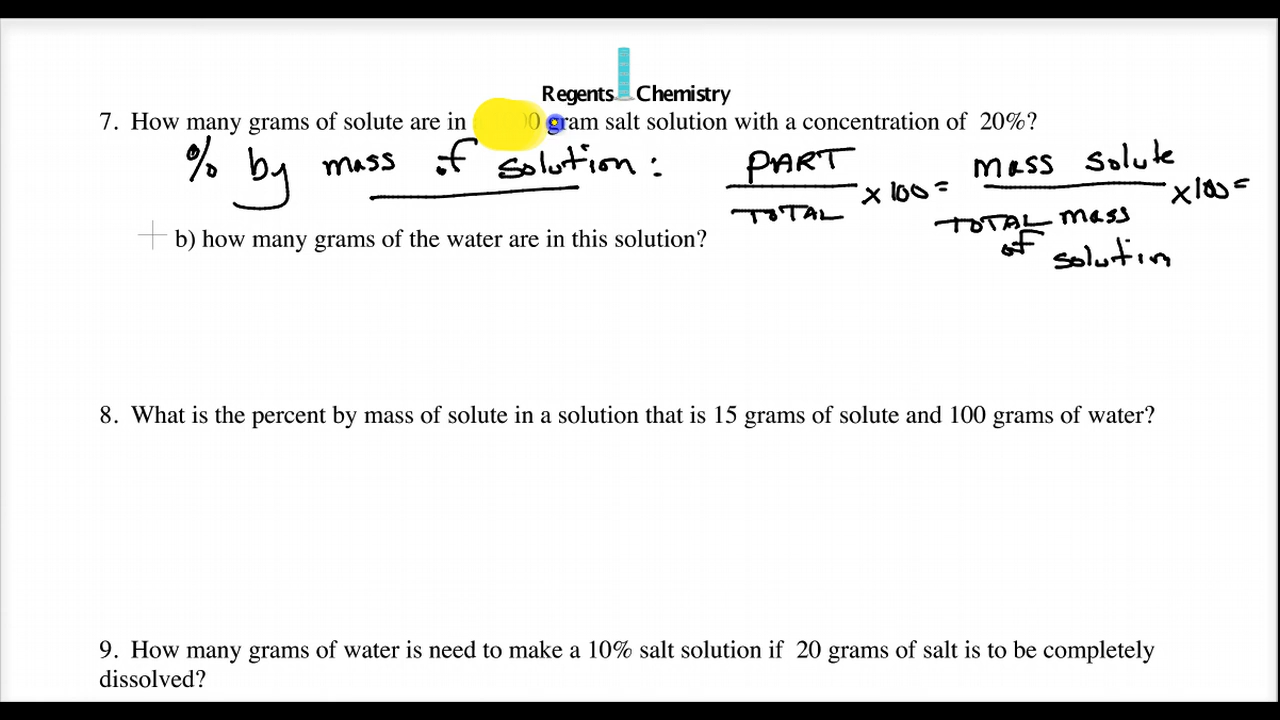 Regents Chemistry
7. How many grams of solute are in gram salt solution with a concentration of 20%?
% by mass of solution: PART / TOTAL x 100 = mass solute / TOTAL mass of solution x 100 =
b) how many grams of the water are in this solution?
8. What is the percent by mass of solute in a solution that is 15 grams of solute and 100 grams of water?
9. How many grams of water is need to make a 10% salt solution if 20 grams of salt is to be completely
dissolved?